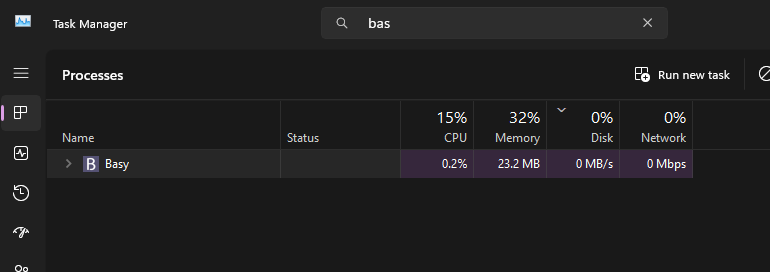 Task Manager
bas
Processes
Run new task
15% 32% 0% 0%
Name Status CPU Memory Disk Network
B Basy 0.2% 23.2 MB 0 MB/s 0 Mbps